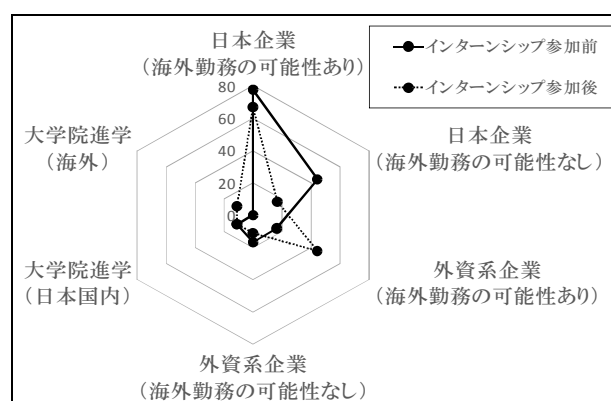 インターンシップ参加前
インターンシップ参加後
日本企業
(海外勤務の可能性あり)
80
60
40
20
0
日本企業
(海外勤務の可能性なし)
外資系企業
(海外勤務の可能性あり)
外資系企業
(海外勤務の可能性なし)
大学院進学
(日本国内)
大学院進学
(海外)